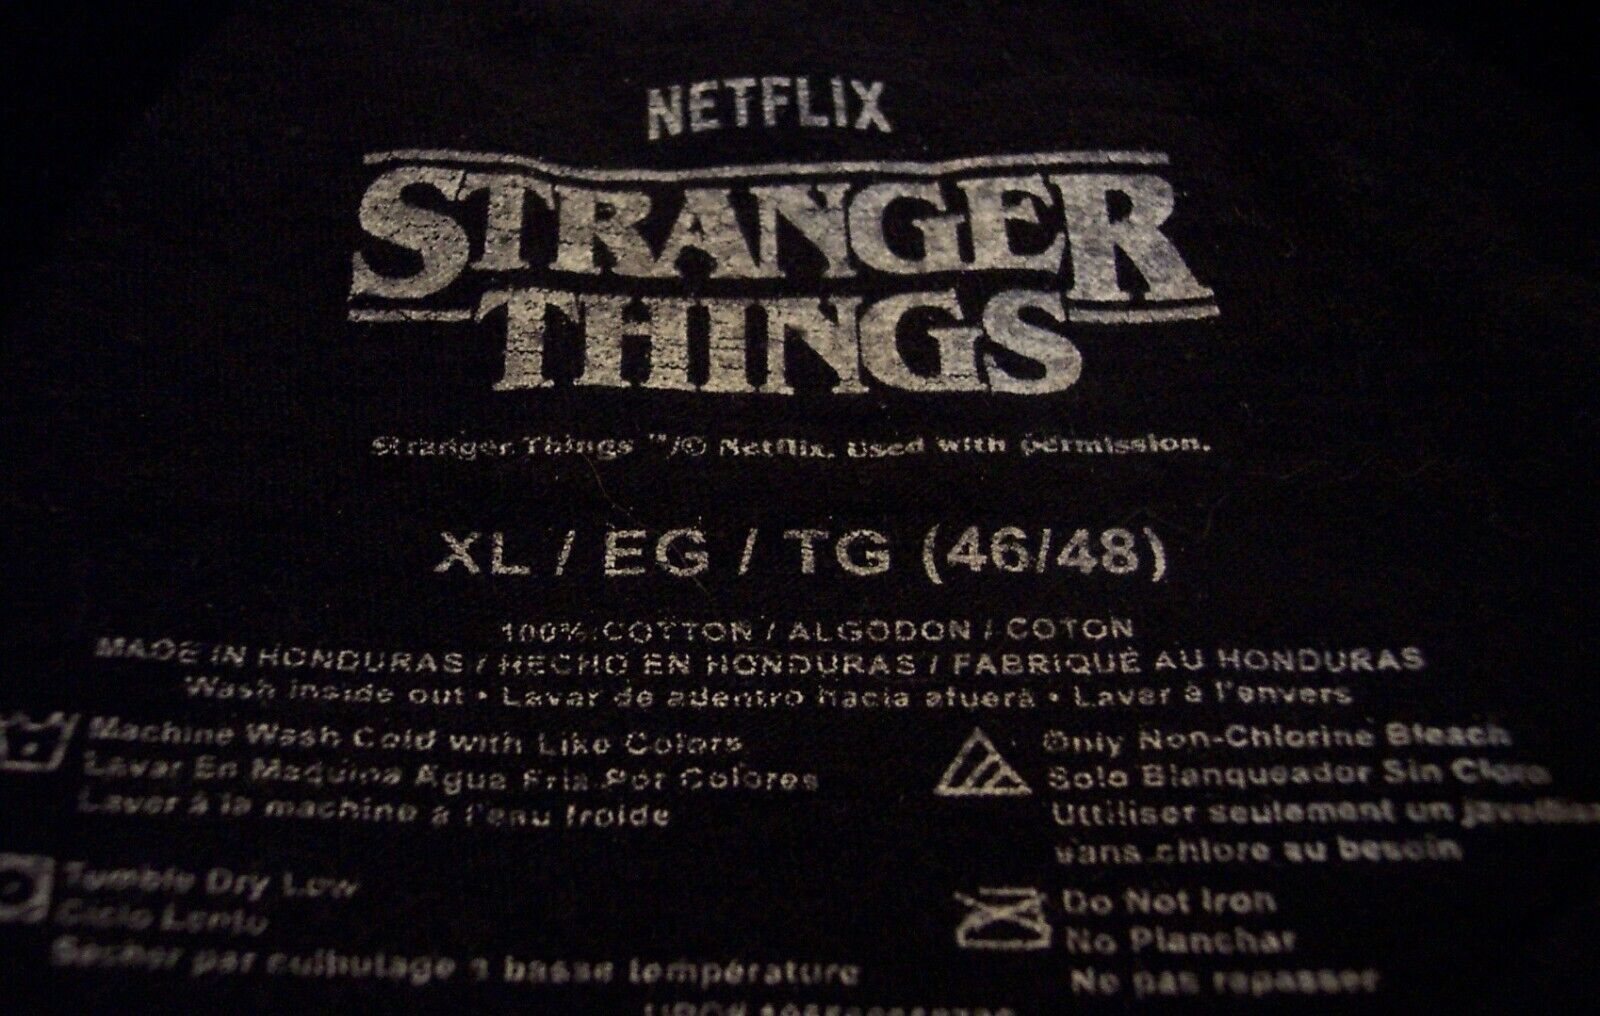 NETFLIX
STRANGER
THINGS
Stranger Things ™/© Netflix. Used with permission.
XL / EG / TG (46/48)
100% COTTON / ALGODON / COTON
MADE IN HONDURAS / HECHO EN HONDURAS / FABRIQUÉ AU HONDURAS
Wash inside out • Lavar de adentro hacia afuera • Laver à l'envers
Machine Wash Cold with Like Colors
Lavar En Maquina Agua Fria Por Colores
Laver à la machine à l'eau froide
Only Non-Chlorine Bleach
Solo Blanqueador Sin Cloro
Utiliser seulement un
sans chlore au besoin
Tumble Dry Low
Ciclo Lento
Sécher par culbutage à basse température
Do Not Iron
No Planchar
Ne pas repasser